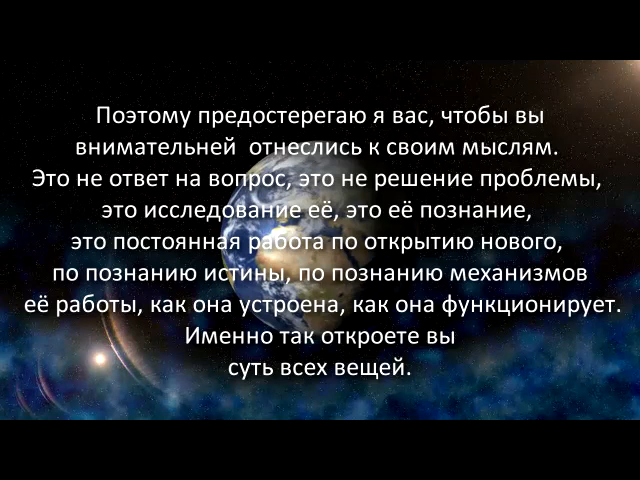 Поэтому предостерегаю я вас, чтобы вы
внимательней  отнеслись к своим мыслям.
Это не ответ на вопрос, это не решение проблемы,
это исследование её, это её познание,
это постоянная работа по открытию нового,
по познанию истины, по познанию механизмов
её работы, как она устроена, как она функционирует.
Именно так откроете вы
суть всех вещей.